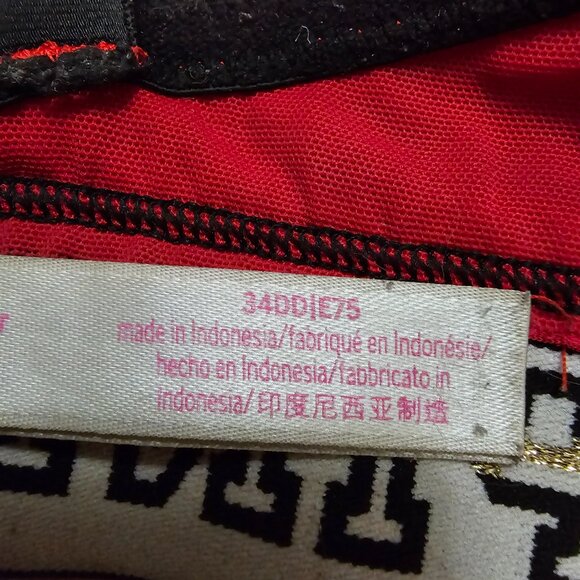 34DD|E75
made in Indonesia/fabriqué en Indonésie/
hecho en Indonesia/fabbricato in
indonesia/印度尼西亚制造